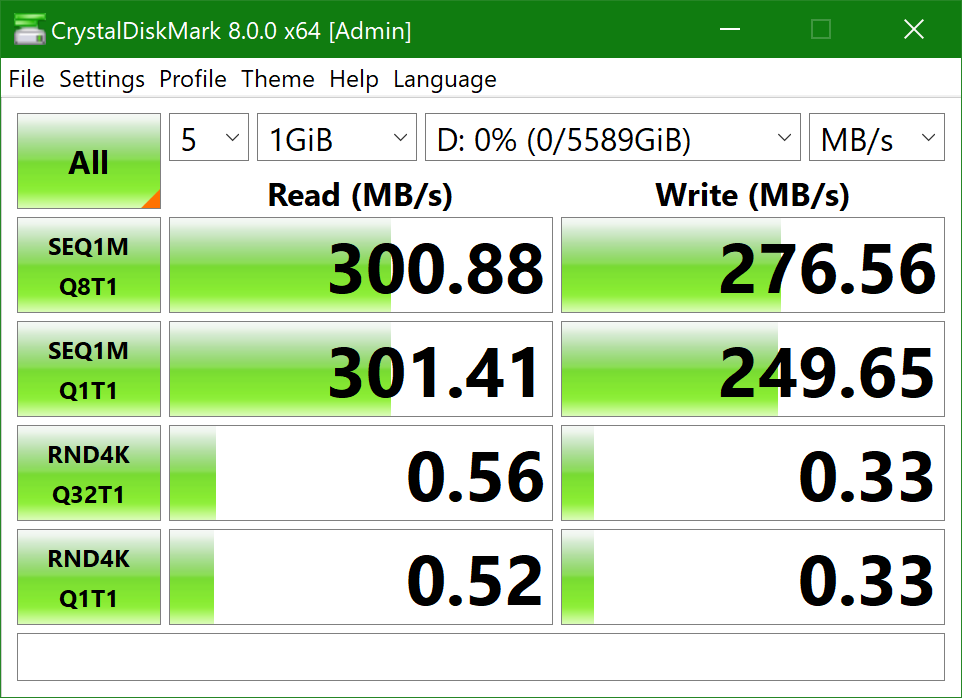 CrystalDiskMark 8.0.0 x64 [Admin]
File Settings Profile Theme Help Language
All 5 1GiB D: 0% (0/5589GiB) MB/s
Read (MB/s) Write (MB/s)
SEQ1M
Q8T1
300.88 276.56
SEQ1M
Q1T1
301.41 249.65
RND4K
Q32T1
0.56 0.33
RND4K
Q1T1
0.52 0.33